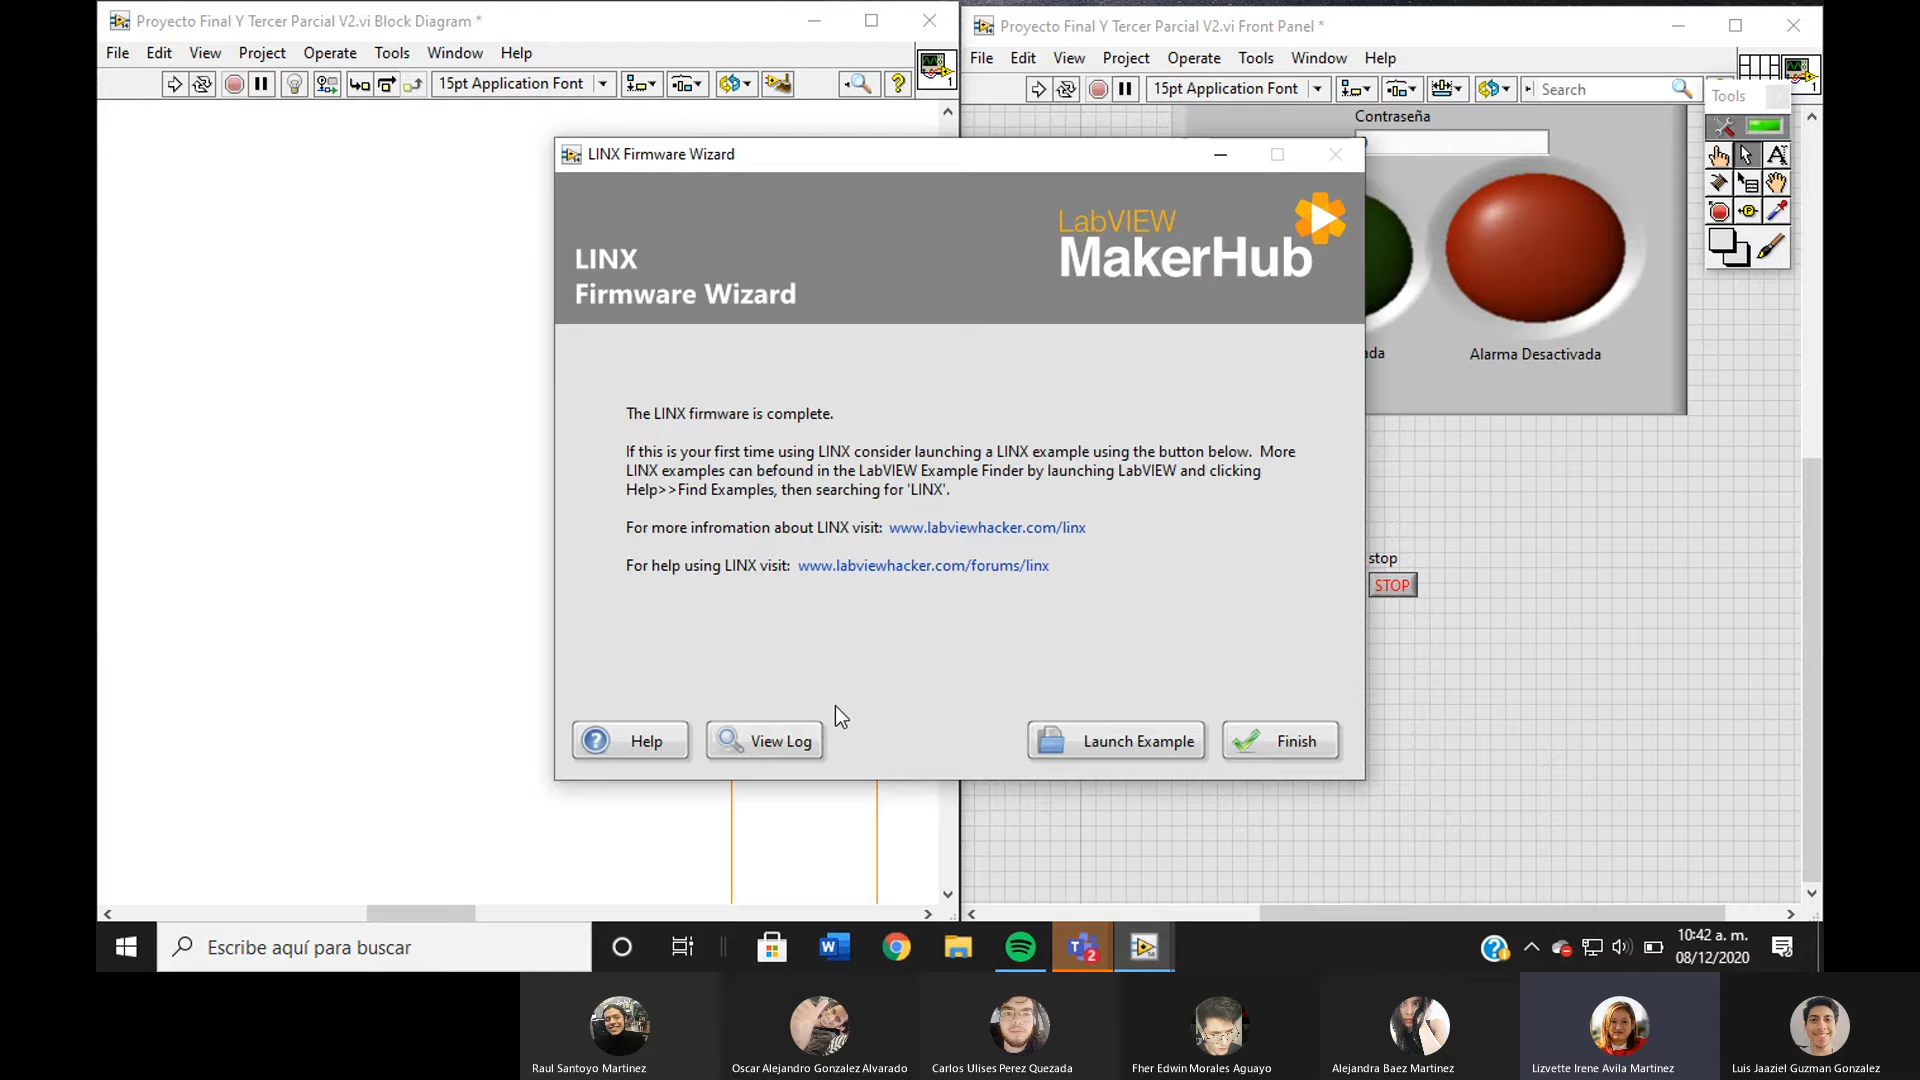 Proyecto Final Y Tercer Parcial V2.vi Block Diagram *
File Edit View Project Operate Tools Window Help
15pt Application Font
Proyecto Final Y Tercer Parcial V2.vi Front Panel *
File Edit View Project Operate Tools Window Help
15pt Application Font
Search
Tools
Contraseña
Alarma Desactivada
ada
stop
STOP
LINX Firmware Wizard
LINX
Firmware Wizard
LabVIEW
MakerHub
The LINX firmware is complete.
If this is your first time using LINX consider launching a LINX example using the button below. More
LINX examples can befound in the LabVIEW Example Finder by launching LabVIEW and clicking
Help>>Find Examples, then searching for 'LINX'.
For more infromation about LINX visit: www.labviewhacker.com/linx
For help using LINX visit: www.labviewhacker.com/forums/linx
Help
View Log
Launch Example
Finish
Escribe aquí para buscar
2
10:42 a. m.
08/12/2020
Raul Santoyo Martinez
Oscar Alejandro Gonzalez Alvarado
Carlos Ulises Perez Quezada
Fher Edwin Morales Aguayo
Alejandra Baez Martinez
Lizvette Irene Avila Martinez
Luis Jaaziel Guzman Gonzalez